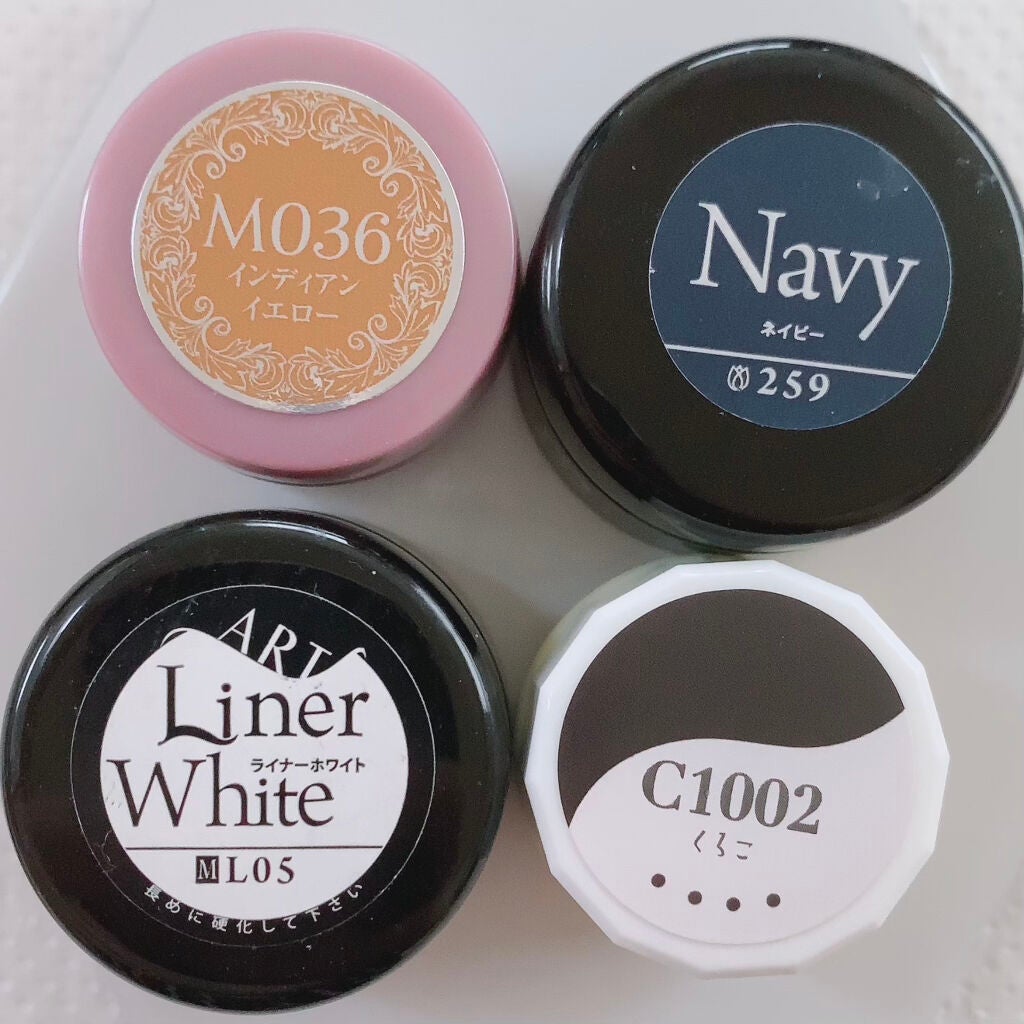 M036
インディアン
イエロー
Navy
ネイビー
259
ART
Liner
ライナーホワイト
White
M L05
長めに硬化して下さい
C1002
くろこ